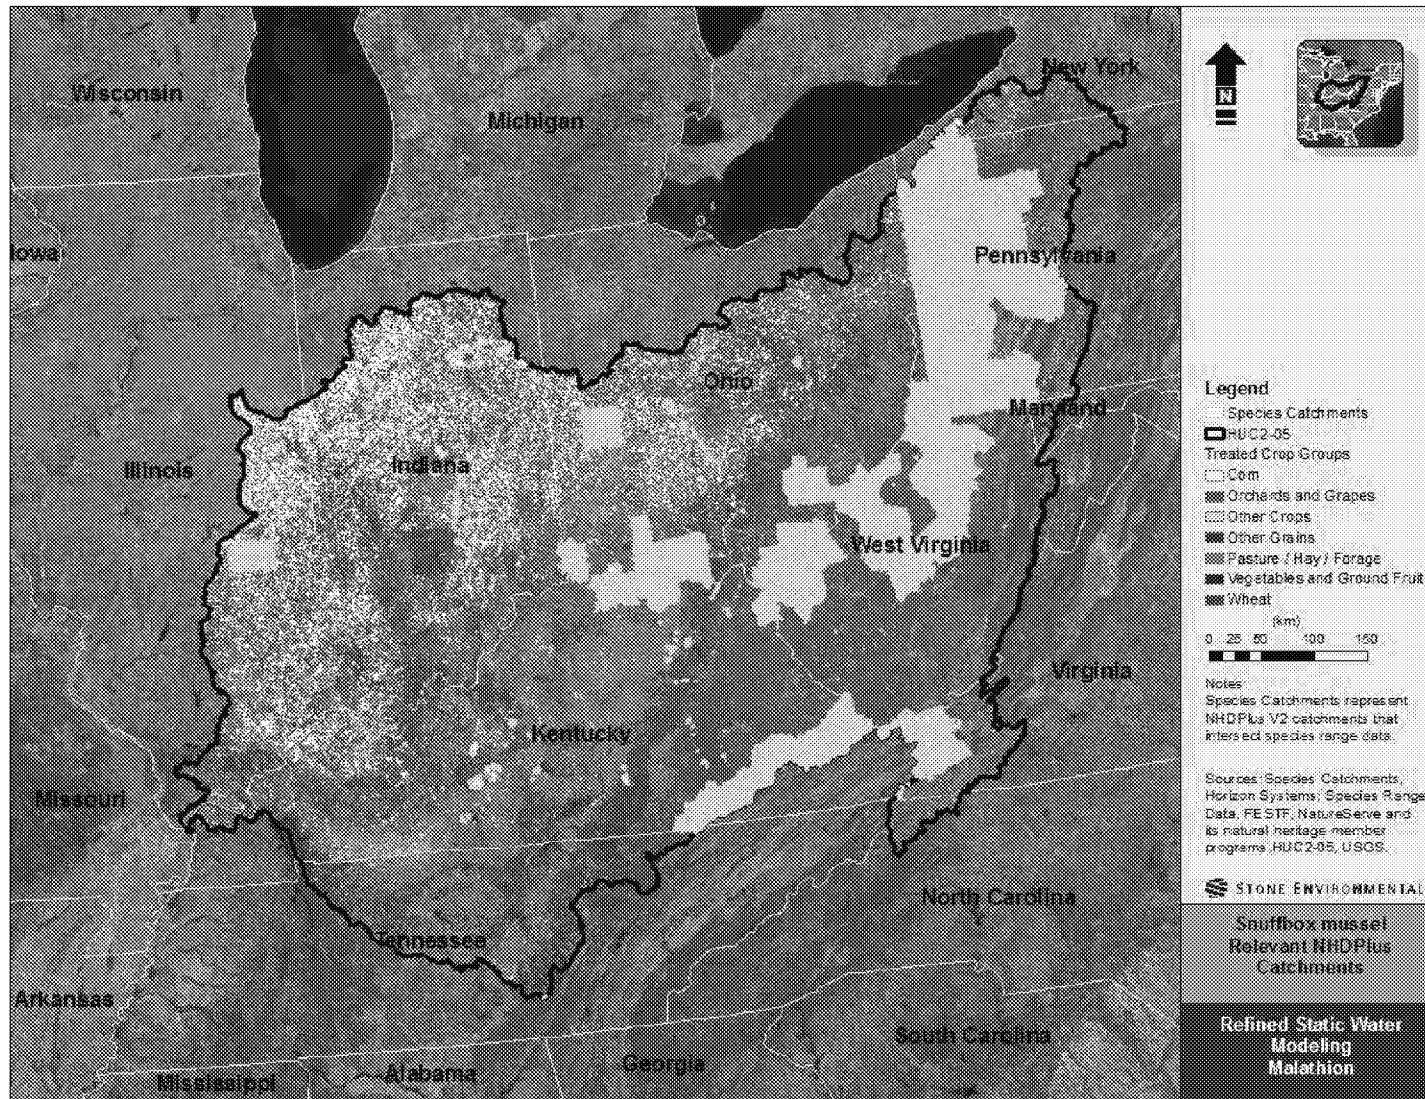 New York
Wisconsin
Michigan
Iowa
Pennsylvania
Ohio
Maryland
Illinois
Indiana
West Virginia
Virginia
Kentucky
Missouri
North Carolina
Tennessee
Arkansas
South Carolina
Georgia
Alabama
Mississippi
N
Legend
Species Catchments
HUC2-05
Treated Crop Groups
Corn
Orchards and Grapes
Other Crops
Other Grains
Pasture / Hay / Forage
Vegetables and Ground Fruit
Wheat
(km)
0 25 50 100 150
Notes
Species Catchments represent
NHDPlus V2 catchments that
intersect species range data.
Sources: Species Catchments,
Horizon Systems; Species Range
Data, FESTF, NatureServe and
its natural heritage member
programs ;HUC2-05, USGS.
STONE ENVIRONMENTAL
Snuffbox mussel
Relevant NHDPlus
Catchments
Refined Static Water
Modeling
Malathion